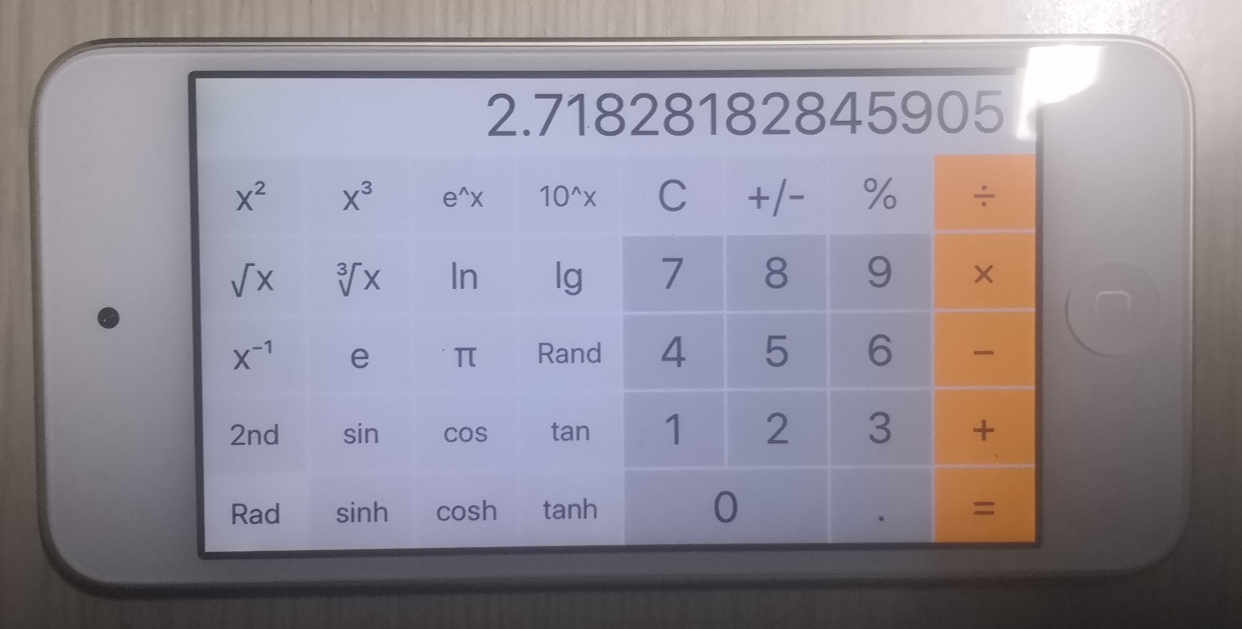 2.71828182845905
x² x³ e^x 10^x C +/- % ÷
√x ³√x ln lg 7 8 9 ×
x⁻¹ e π Rand 4 5 6 −
2nd sin cos tan 1 2 3 +
Rad sinh cosh tanh 0 . =